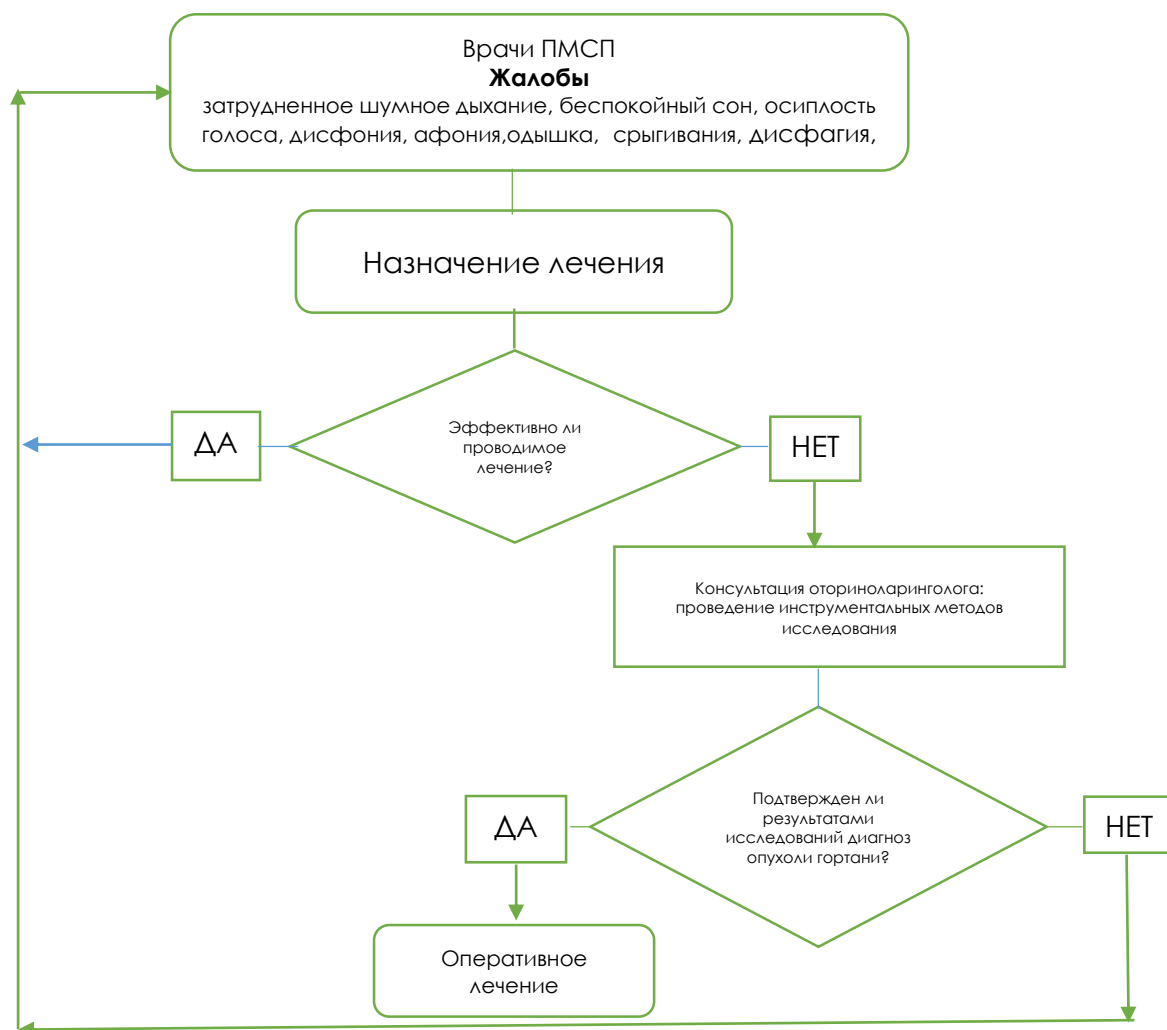 Врачи ПМСП
Жалобы
затрудненное шумное дыхание, беспокойный сон, осиплость
голоса, дисфония, афония,одышка, срыгивания, дисфагия,
Назначение лечения
Эффективно ли
проводимое
лечение?
ДА
НЕТ
Консультация оториноларинголога:
проведение инструментальных методов
исследования
Подтвержден ли
результатами
исследований диагноз
опухоли гортани?
ДА
НЕТ
Оперативное
лечение